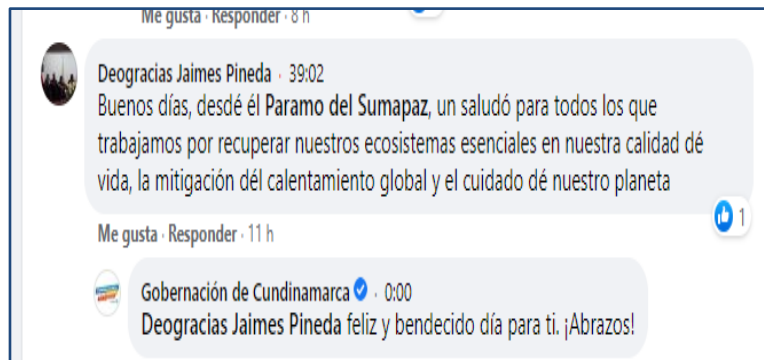 Me gusta · Responder · 8 h
Deogracias Jaimes Pineda · 39:02
Buenos días, desdé él Paramo del Sumapaz, un saludó para todos los que
trabajamos por recuperar nuestros ecosistemas esenciales en nuestra calidad dé
vida, la mitigación dél calentamiento global y el cuidado dé nuestro planeta
1
Me gusta · Responder · 11 h
Gobernación de Cundinamarca · 0:00
Deogracias Jaimes Pineda feliz y bendecido día para ti. ¡Abrazos!